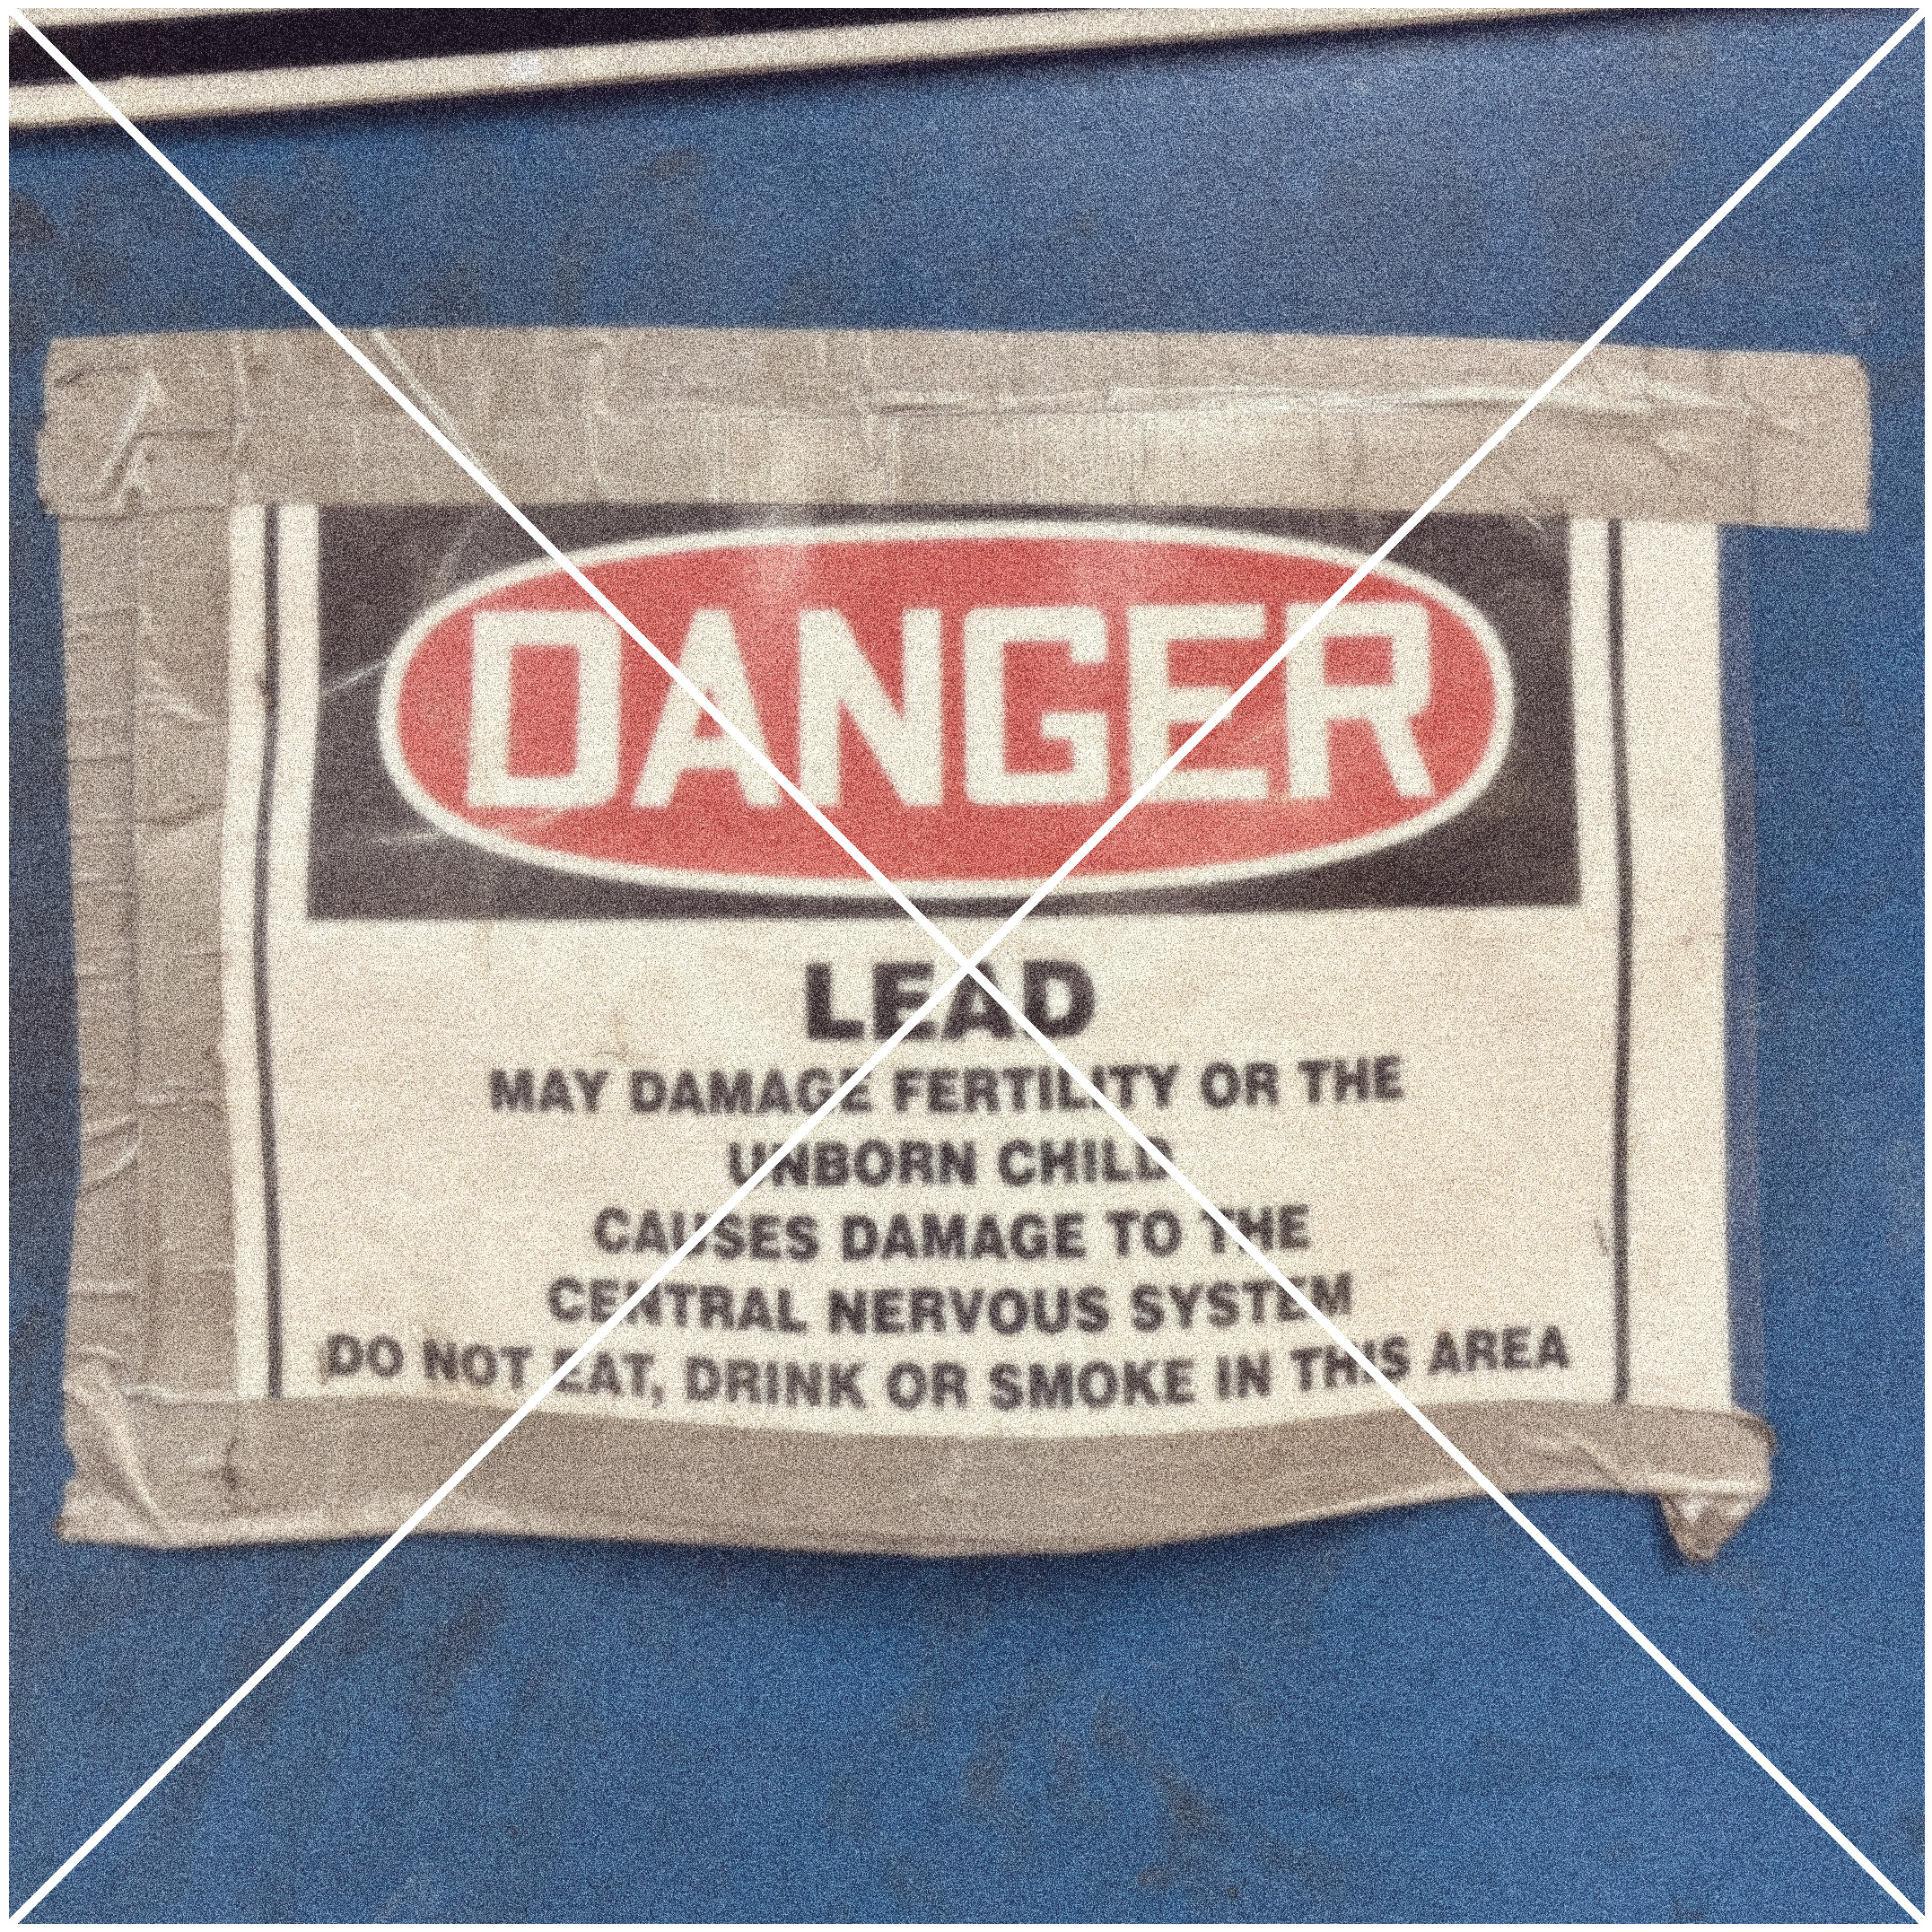 DANGER
LEAD
MAY DAMAGE FERTILITY OR THE
UNBORN CHILD
CAUSES DAMAGE TO THE
CENTRAL NERVOUS SYSTEM
DO NOT EAT, DRINK OR SMOKE IN THIS AREA